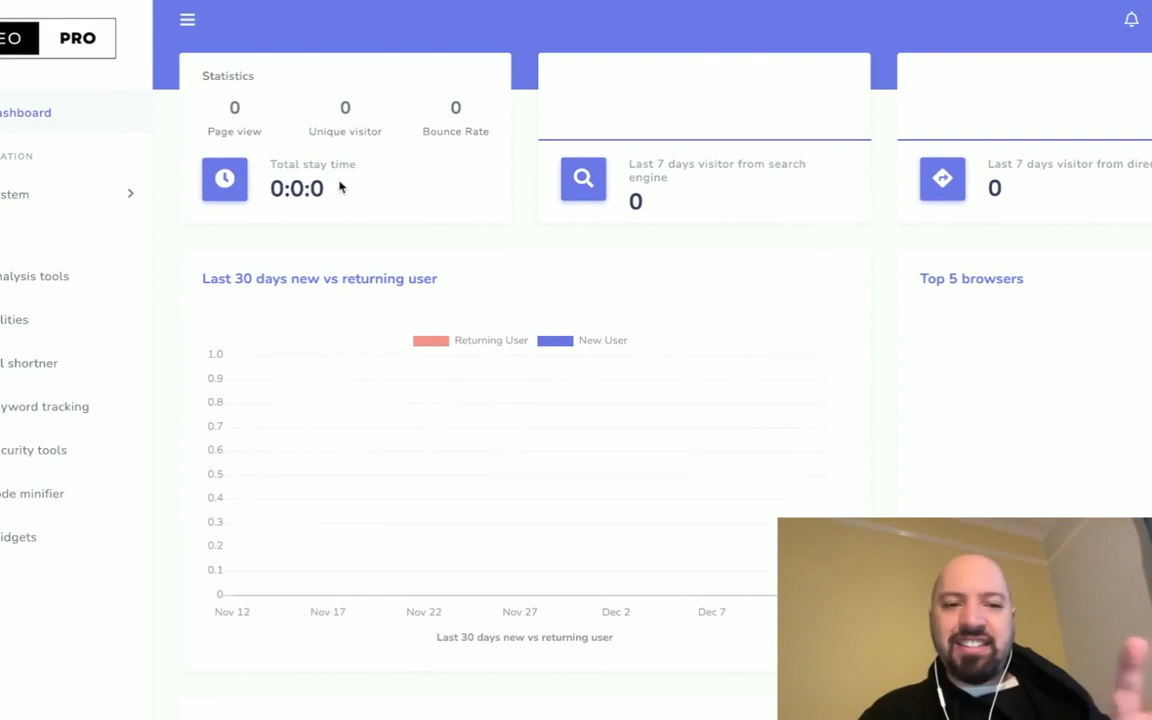 EO PRO
ashboard
ATION
stem
nalysis tools
lities
l shortner
yword tracking
curity tools
ode minifier
idgets
Statistics
0 0 0
Page view Unique visitor Bounce Rate
Total stay time
0:0:0
Last 7 days visitor from search
engine
0
Last 7 days visitor from direc
0
Last 30 days new vs returning user
Returning User New User
1.0
0.9
0.8
0.7
0.6
0.5
0.4
0.3
0.2
0.1
0
Nov 12 Nov 17 Nov 22 Nov 27 Dec 2 Dec 7
Last 30 days new vs returning user
Top 5 browsers